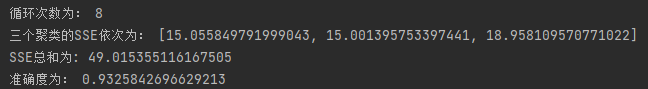 循环次数为: 8
三个聚类的SSE依次为: [15.055849791999043, 15.001395753397441, 18.958109570771022]
SSE总和为: 49.015355116167505
准确度为: 0.9325842696629213